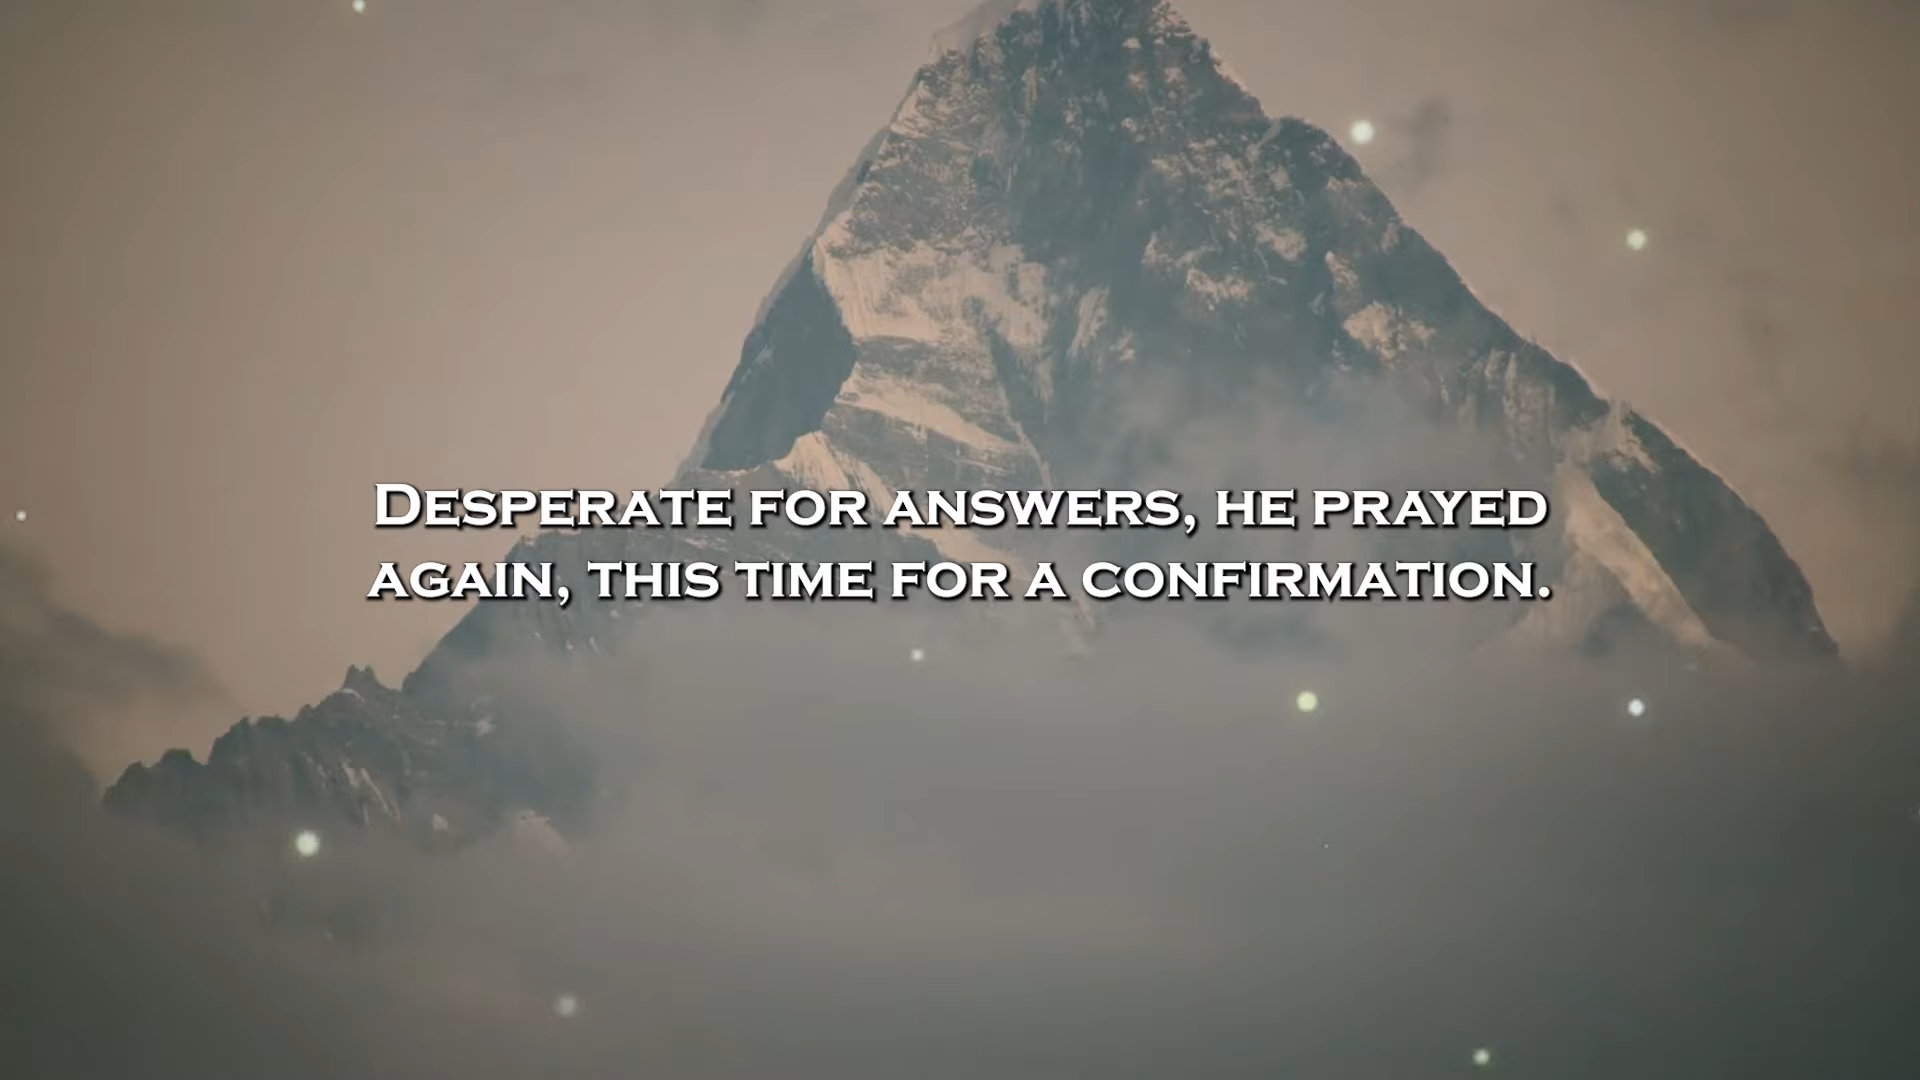 Desperate for answers, he prayed
again, this time for a confirmation.